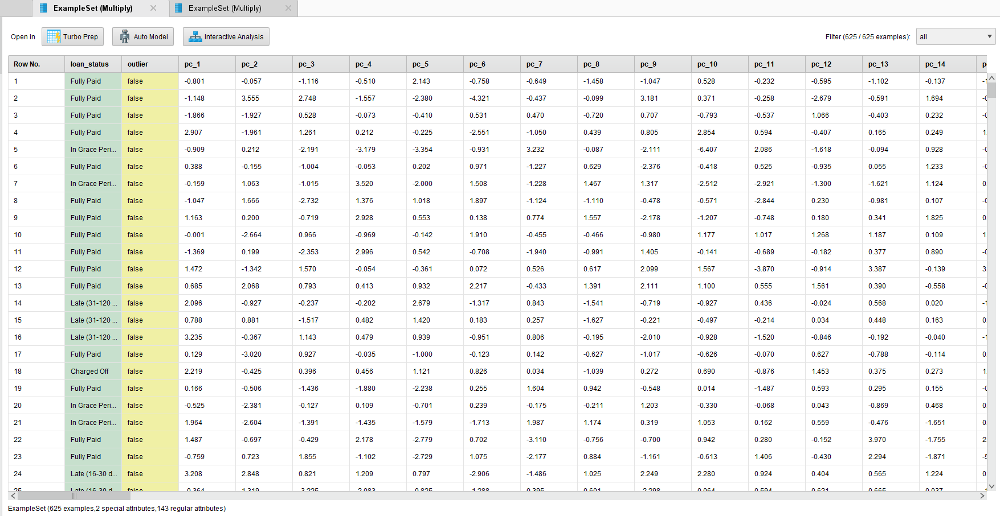 ExampleSet (Multiply) ExampleSet (Multiply)
Open in Turbo Prep Auto Model Interactive Analysis Filter (625 / 625 examples): all
Row No. loan_status outlier pc_1 pc_2 pc_3 pc_4 pc_5 pc_6 pc_7 pc_8 pc_9 pc_10 pc_11 pc_12 pc_13 pc_14
1 Fully Paid false -0.801 -0.057 -1.116 -0.510 2.143 -0.758 -0.649 -1.458 -1.047 0.528 -0.232 -0.595 -1.102 -0.137
2 Fully Paid false -1.148 3.555 2.748 -1.557 -2.380 -4.321 -0.437 -0.099 3.181 0.371 -0.258 -2.679 -0.591 1.694
3 Fully Paid false -1.866 -1.927 0.528 -0.073 -0.410 0.531 0.470 -0.720 0.707 -0.793 -0.537 1.066 -0.403 0.232
4 Fully Paid false 2.907 -1.961 1.261 0.212 -0.225 -2.551 -1.050 0.439 0.805 2.854 0.594 -0.407 0.165 0.249
5 In Grace Peri... false -0.909 0.212 -2.191 -3.179 -3.354 -0.931 3.232 -0.087 -2.111 -6.407 2.086 -1.618 -0.094 0.928
6 Fully Paid false 0.388 -0.155 -1.004 -0.053 0.202 0.971 -1.227 0.629 -2.376 -0.418 0.525 -0.935 0.055 1.233
7 In Grace Peri... false -0.159 1.063 -1.015 3.520 -2.000 1.508 -1.228 1.467 1.317 -2.512 -2.921 -1.300 -1.621 1.124
8 Fully Paid false -1.047 1.666 -2.732 1.376 1.018 1.897 -1.124 -1.110 -0.478 -0.571 -2.844 0.230 -0.981 0.107
9 Fully Paid false 1.163 0.200 -0.719 2.928 0.553 0.138 0.774 1.557 -2.178 -1.207 -0.748 0.180 0.341 1.825
10 Fully Paid false -0.001 -2.664 0.966 -0.969 -0.142 1.910 -0.455 -0.466 -0.980 1.177 1.017 1.268 1.187 0.109
11 Fully Paid false -1.369 0.199 -2.353 2.996 0.542 -0.708 -1.940 -0.991 1.405 -0.141 -0.689 -0.182 0.377 0.890
12 Fully Paid false 1.472 -1.342 1.570 -0.054 -0.361 0.072 0.526 0.617 2.099 1.567 -3.870 -0.914 3.387 -0.139
13 Fully Paid false 0.685 2.068 0.793 0.413 0.932 2.217 -0.433 1.391 2.111 1.100 0.555 1.561 0.390 -0.558
14 Late (31-120 ... false 2.096 -0.927 -0.237 -0.202 2.679 -1.317 0.843 -1.541 -0.719 -0.927 0.436 -0.024 0.568 0.020
15 Late (31-120 ... false 0.788 0.881 -1.517 0.482 1.420 0.183 0.257 -1.627 -0.221 -0.497 -0.214 0.034 0.448 0.163
16 Late (31-120 ... false 3.235 -0.367 1.143 0.479 0.939 -0.951 0.806 -0.195 -2.010 -0.928 -1.520 -0.846 -0.192 -0.040
17 Fully Paid false 0.129 -3.020 0.927 -0.035 -1.000 -0.123 0.142 -0.627 -1.017 -0.626 -0.070 0.627 -0.788 -0.114
18 Charged Off false 2.219 -0.425 0.396 0.456 1.121 0.826 0.034 -1.039 0.272 0.690 -0.876 1.453 0.375 0.273
19 Fully Paid false 0.166 -0.506 -1.436 -1.880 -2.238 0.255 1.604 0.942 -0.548 0.014 -1.487 0.593 0.295 0.155
20 In Grace Peri... false -0.525 -2.381 -0.127 0.109 -0.701 0.239 -0.175 -0.211 1.203 -0.330 -0.068 0.043 -0.869 0.468
21 In Grace Peri... false 1.964 -2.604 -1.391 -1.435 -1.579 -1.713 1.987 1.174 0.319 1.053 0.162 0.559 -0.476 -1.651
22 Fully Paid false 1.487 -0.697 -0.429 2.178 -2.779 0.702 -3.110 -0.756 -0.700 0.942 0.280 -0.152 3.970 -1.755
23 Fully Paid false -0.759 0.723 1.855 -1.102 -2.729 1.075 -2.177 0.884 -1.161 -0.613 1.406 -0.430 2.294 -1.871
24 Late (16-30 d... false 3.208 2.848 0.821 1.209 0.797 -2.906 -1.486 1.025 2.249 2.280 0.924 0.404 0.565 1.224
ExampleSet (625 examples,2 special attributes,143 regular attributes)